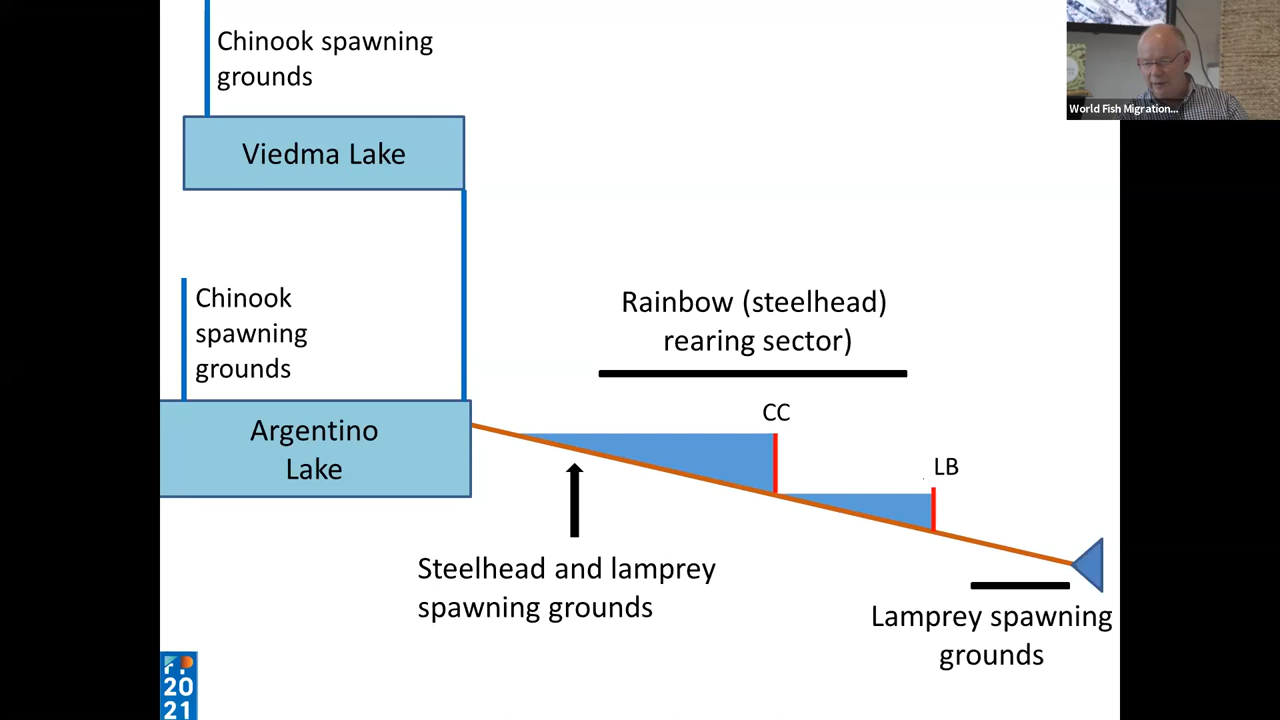 Chinook spawning
grounds
World Fish Migration...
Viedma Lake
Chinook
spawning
grounds
Rainbow (steelhead)
rearing sector)
CC
Argentino
Lake
LB
Steelhead and lamprey
spawning grounds
Lamprey spawning
grounds
20
21